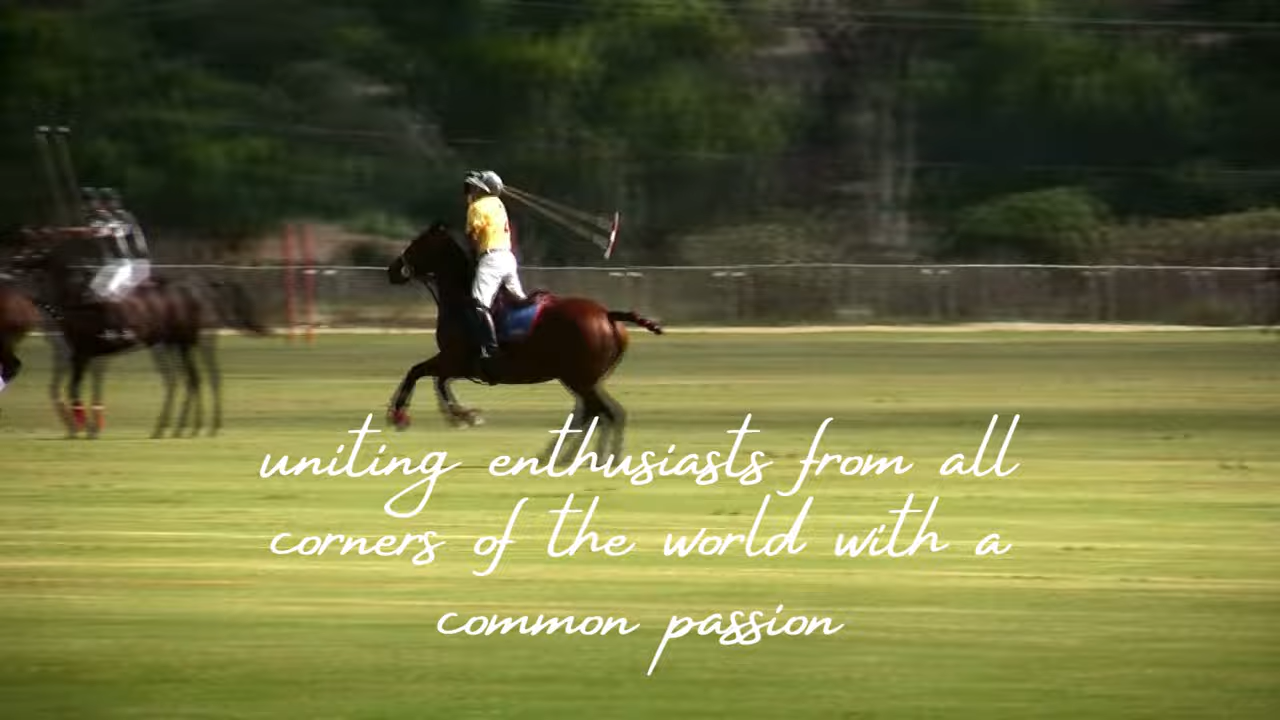 uniting enthusiasts from all
corners of the world with a
common passion